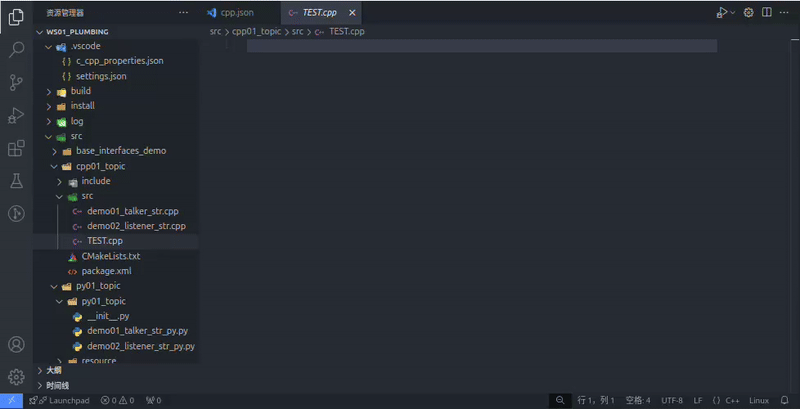 资源管理器
cpp.json
TEST.cpp
WS01_PLUMBING
src > cpp01_topic > src > TEST.cpp
.vscode
c_cpp_properties.json
settings.json
build
install
log
src
base_interfaces_demo
cpp01_topic
include
src
demo01_talker_str.cpp
demo02_listener_str.cpp
TEST.cpp
CMakeLists.txt
package.xml
py01_topic
py01_topic
__init__.py
demo01_talker_str_py.py
demo02_listener_str_py.py
resource
大纲
时间线
Launchpad 0 0 0 行 1，列 1 空格: 4 UTF-8 LF {} C++ Linux